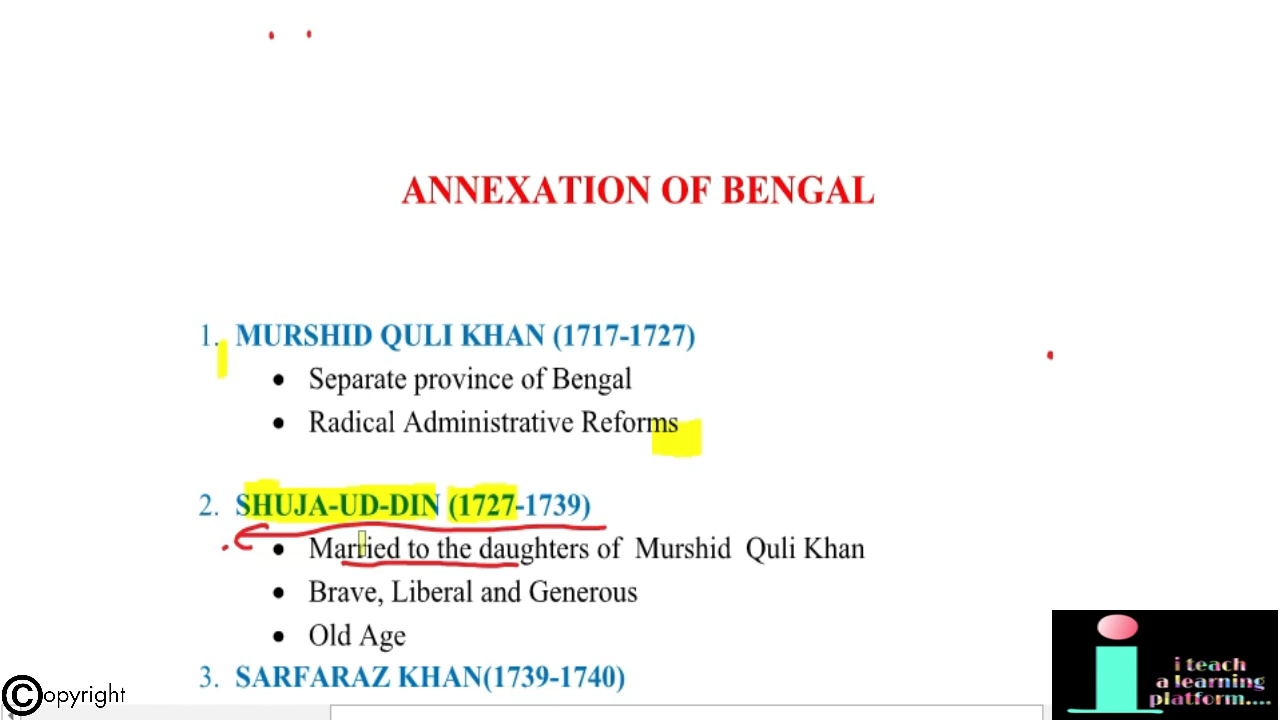 ANNEXATION OF BENGAL
1. MURSHID QULI KHAN (1717-1727)
• Separate province of Bengal
• Radical Administrative Reforms
2. SHUJA-UD-DIN (1727-1739)
• Married to the daughters of Murshid Quli Khan
• Brave, Liberal and Generous
• Old Age
3. SARFARAZ KHAN(1739-1740)
©opyright
i teach
a learning
platform....